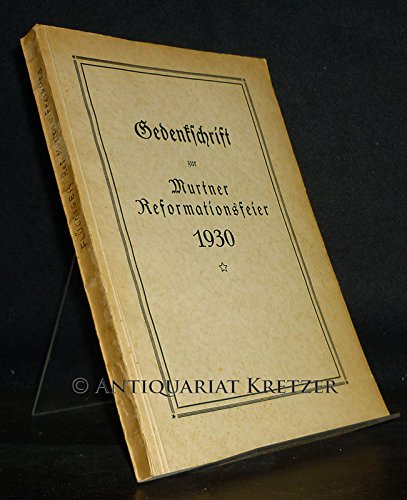 Gedenkschrift
zur
Murtner
Reformationsfeier
1930
© Antiquariat Kretzer